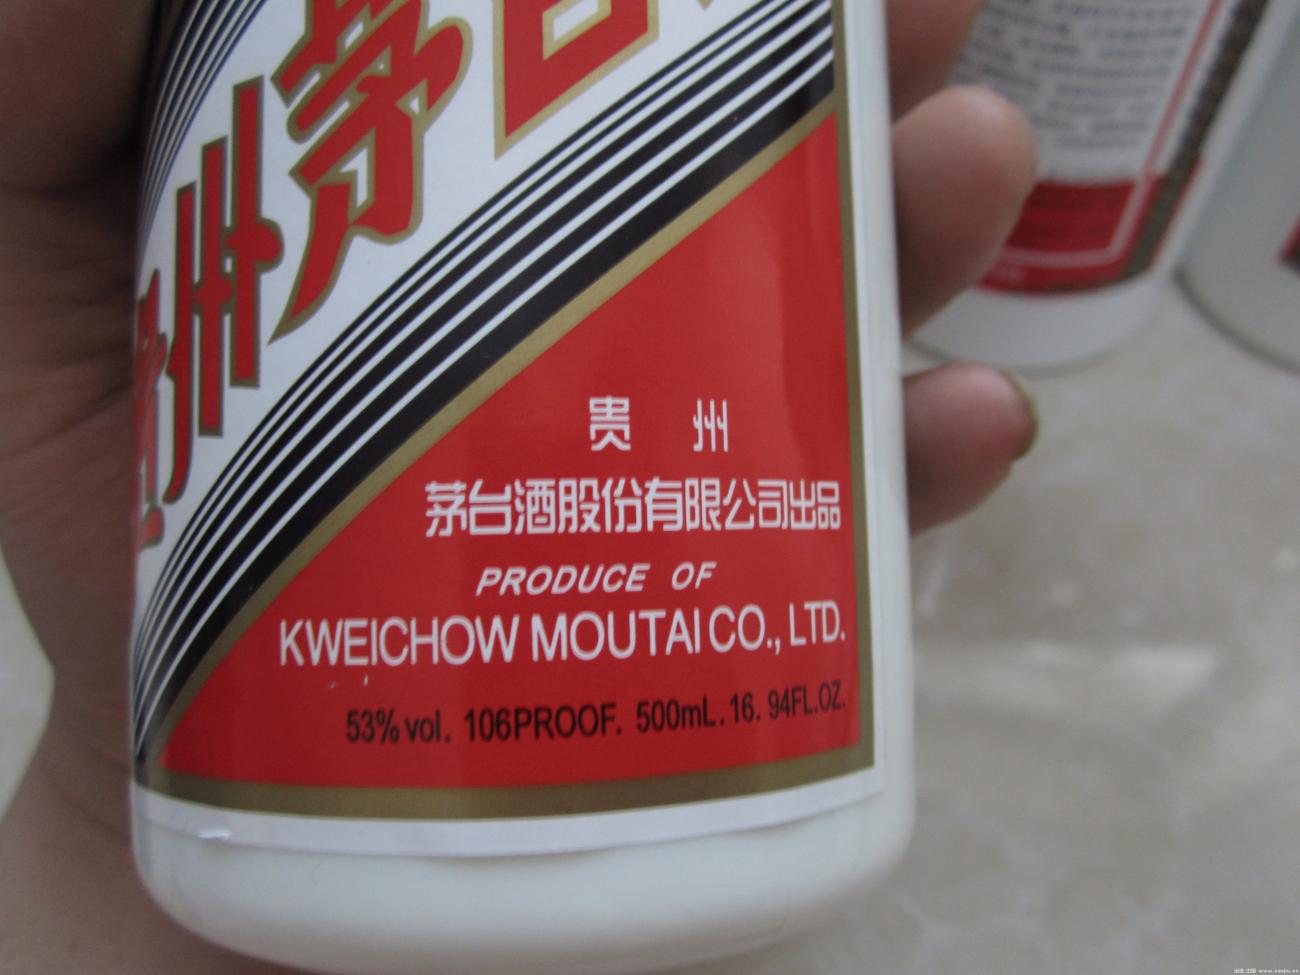 贵州茅台
贵 州
茅台酒股份有限公司出品
PRODUCE OF
KWEICHOW MOUTAI CO., LTD.
53% vol. 106PROOF. 500mL. 16. 94FL.OZ.